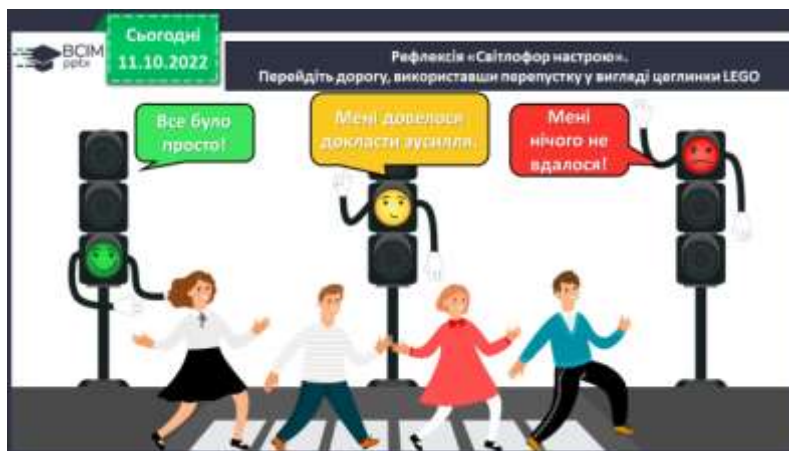 ВСІМ
pptx
Сьогодні
11.10.2022
Рефлексія «Світлофор настрою».
Перейдіть дорогу, використавши перепустку у вигляді цеглинки LEGO
Все було
просто!
Мені довелося
докласти зусилля.
Мені
нічого не
вдалося!